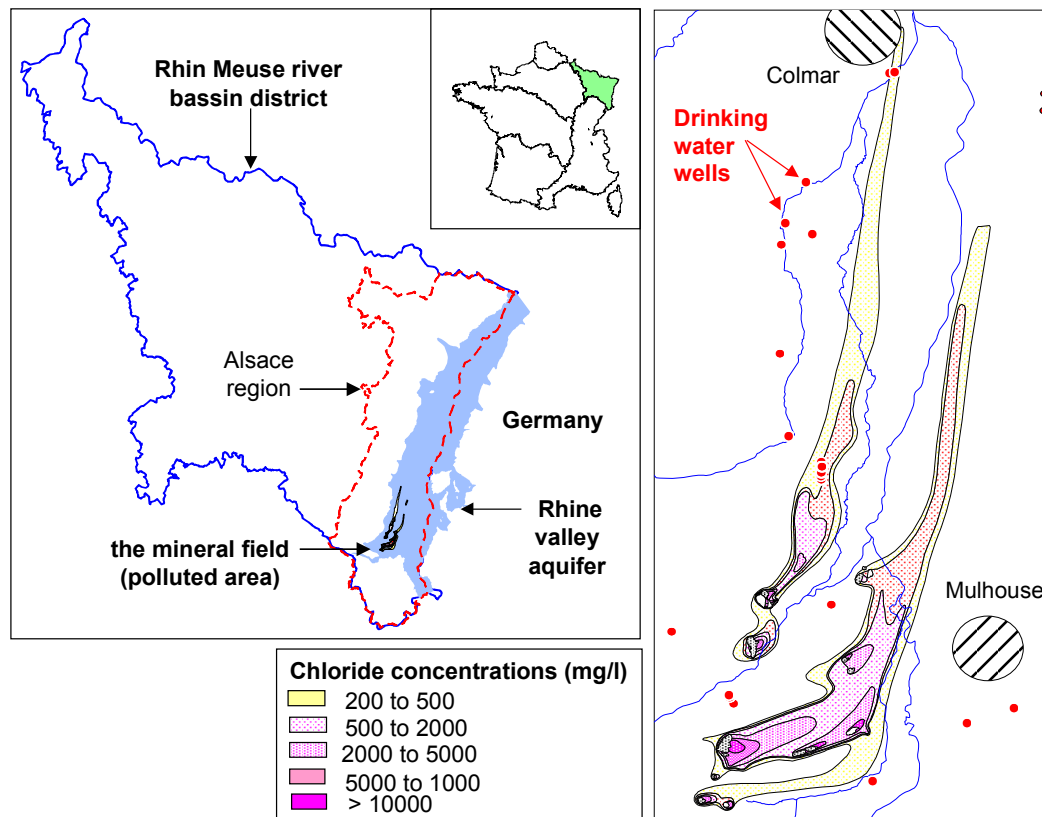 Rhin Meuse river
bassin district
Alsace
region
Germany
Rhine
valley
aquifer
the mineral field
(polluted area)
Chloride concentrations (mg/l)
200 to 500
500 to 2000
2000 to 5000
5000 to 1000
> 10000
Colmar
Drinking
water
wells
Mulhouse